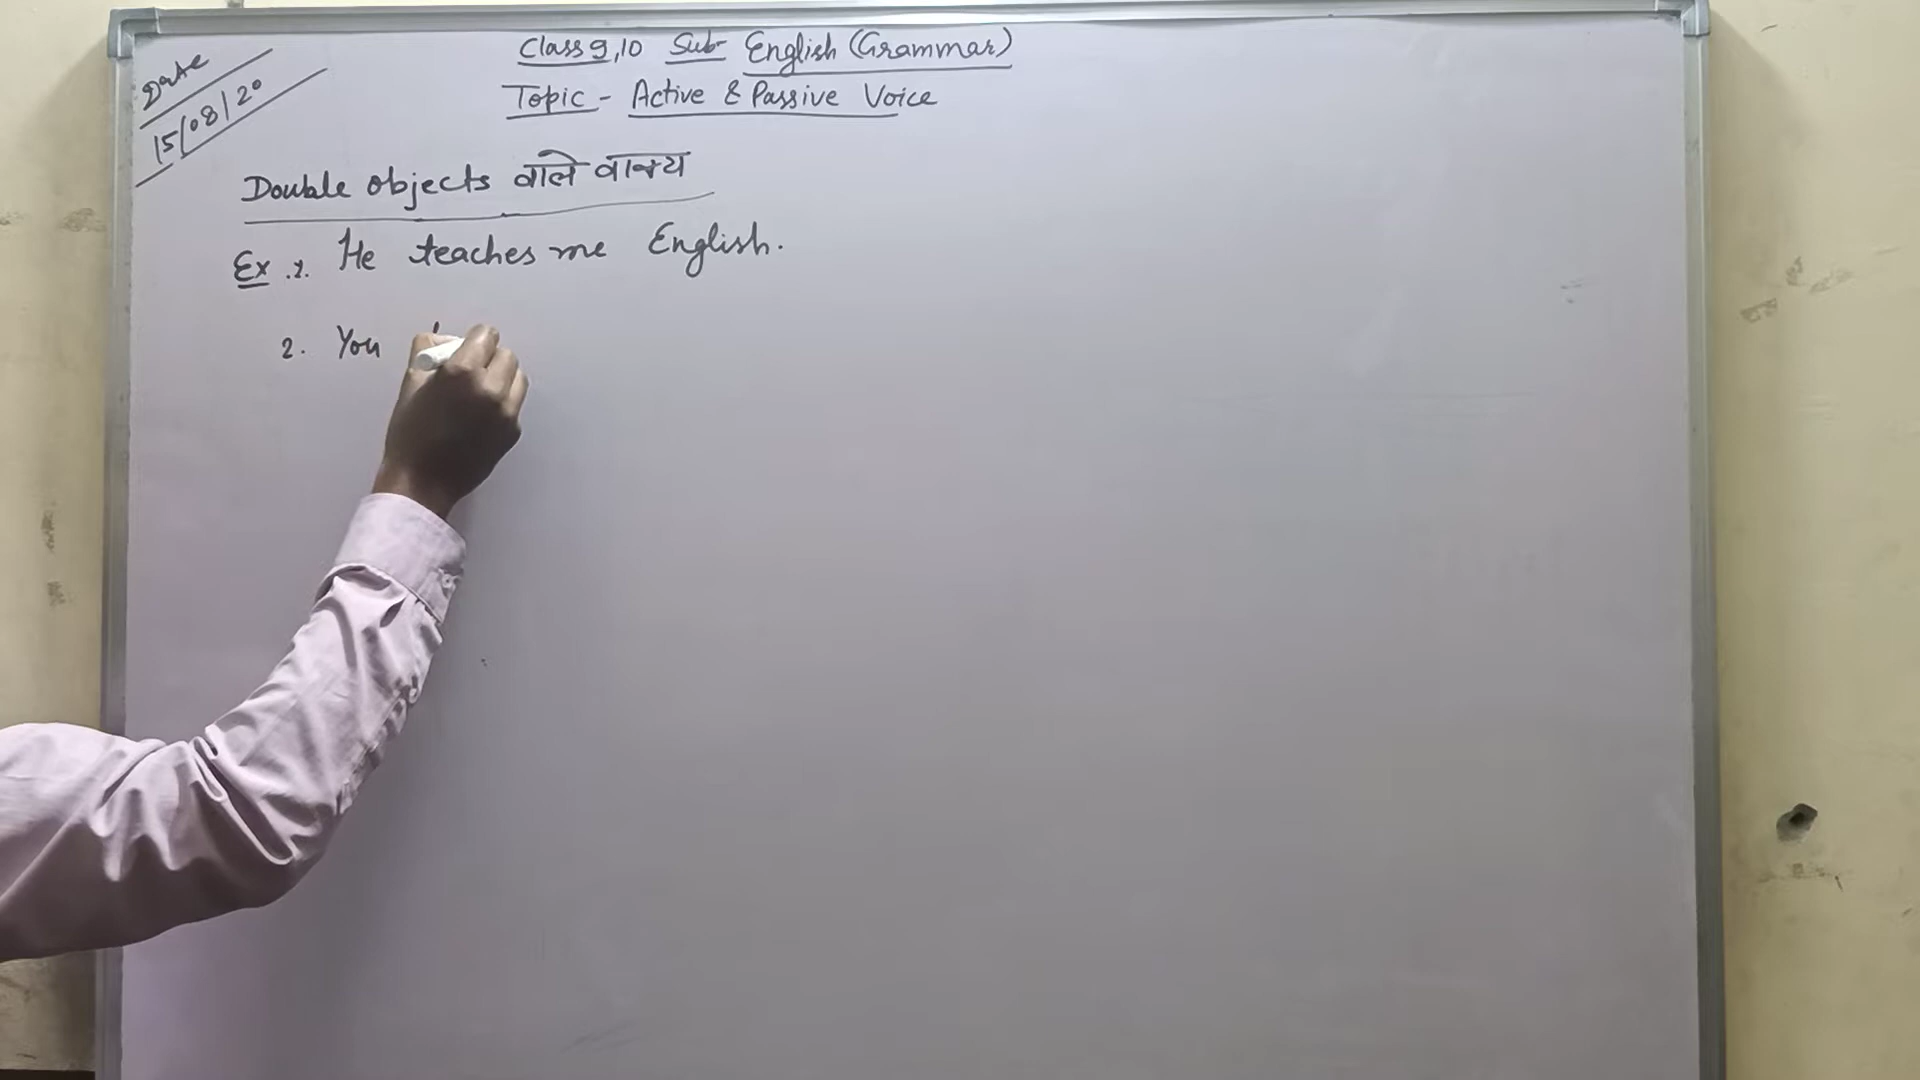 Date
15/08/20
Class 9,10 Sub- English (Grammar)
Topic - Active & Passive Voice
Double objects वाले वाक्य
Ex .1. He teaches me English.
2. You